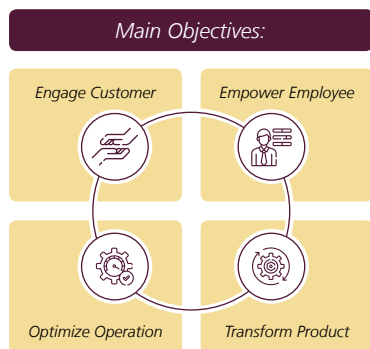 Main Objectives:
Engage Customer
Empower Employee
Optimize Operation
Transform Product